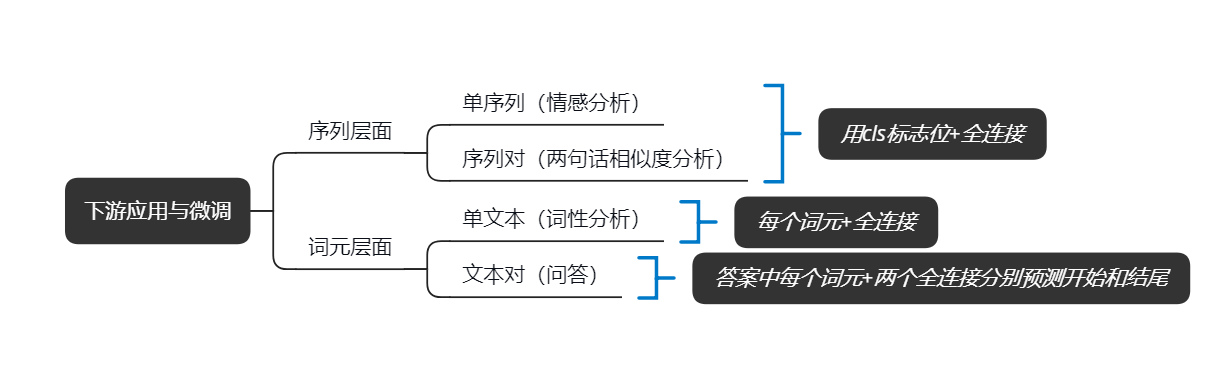 下游应用与微调
序列层面
单序列（情感分析）
序列对（两句话相似度分析）
用cls标志位+全连接
词元层面
单文本（词性分析）
每个词元+全连接
文本对（问答）
答案中每个词元+两个全连接分别预测开始和结尾